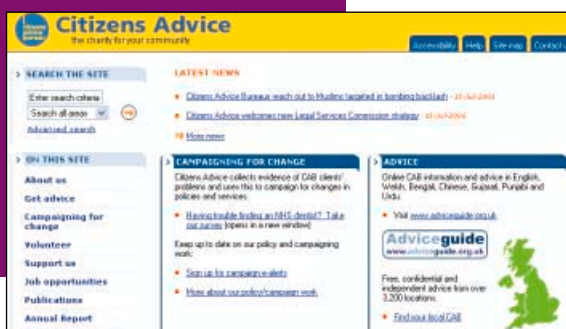 citizens advice bureau
Citizens Advice
the charity for your community
Accessibility Help Site map Contact u
SEARCH THE SITE
Enter search criteria
Search all areas
Advanced search
LATEST NEWS
Citizens Advice Bureaux reach out to Muslims targeted in bombing backlash -
Citizens Advice welcomes new Legal Services Commission strategy -
More news
ON THIS SITE
About us
Get advice
Campaigning for
change
Volunteer
Support us
Job opportunities
Publications
Annual Report
CAMPAIGNING FOR CHANGE
Citizens Advice collects evidence of CAB clients'
problems and uses this to campaign for changes in
policies and services.
Having trouble finding an NHS dentist? Take
our survey (opens in a new window)
Keep up to date on our policy and campaigning
work:
Sign up for campaign e-alerts
More about our policy/campaign work
ADVICE
Online CAB information and advice in English,
Welsh, Bengali, Chinese, Gujarati, Punjabi and
Urdu.
Visit www.adviceguide.org.uk
Adviceguide
www.adviceguide.org.uk
Free, confidential and
independent advice from over
3,200 locations.
Find your local CAB